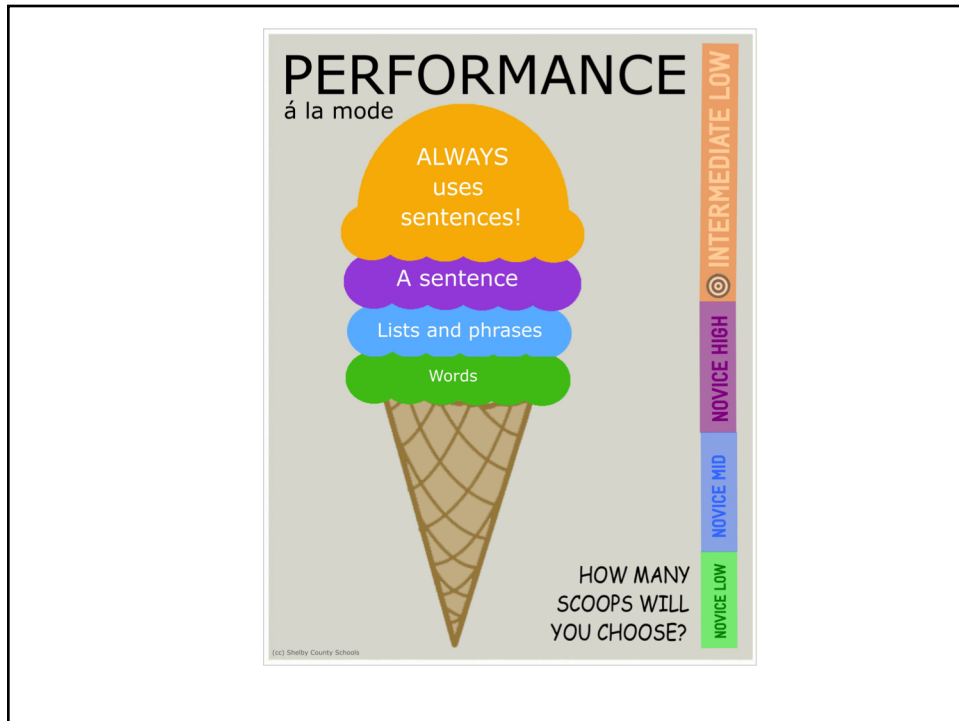 PERFORMANCE
á la mode
ALWAYS
uses
sentences!
A sentence
Lists and phrases
Words
INTERMEDIATE LOW
NOVICE HIGH
NOVICE MID
NOVICE LOW
HOW MANY
SCOOPS WILL
YOU CHOOSE?
(cc) Shelby County Schools